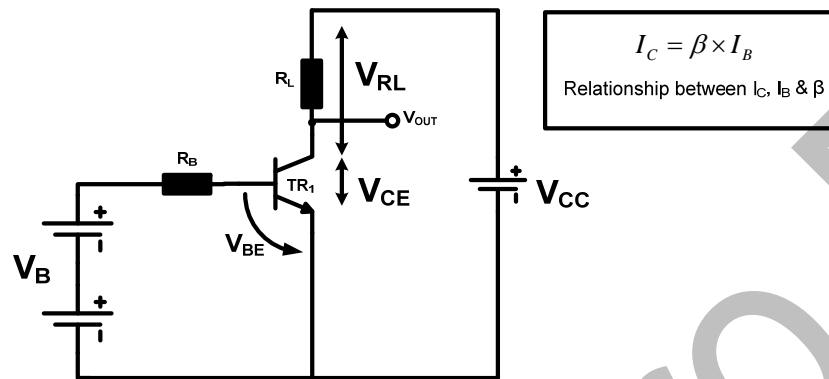 R_L
V_RL
V_OUT
R_B
TR_1
V_CE
V_BE
V_B
V_CC
+
+
+
I_C = β × I_B
Relationship between I_C, I_B & β